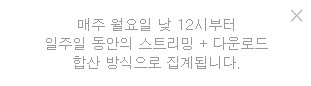 매주 월요일 낮 12시부터
일주일 동안의 스트리밍 + 다운로드
합산 방식으로 집계됩니다.